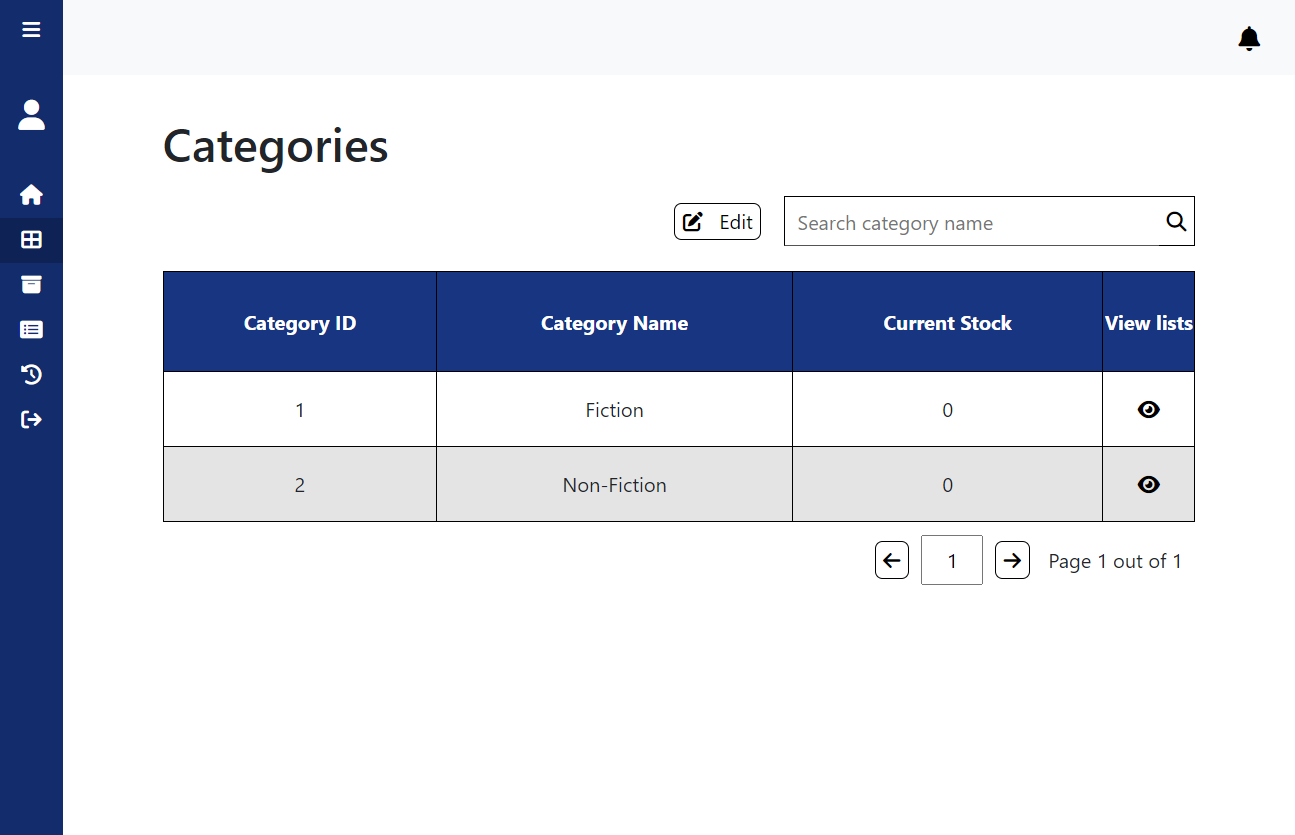 Categories
Edit
Search category name
Category ID Category Name Current Stock View lists
1 Fiction 0
2 Non-Fiction 0
1 Page 1 out of 1